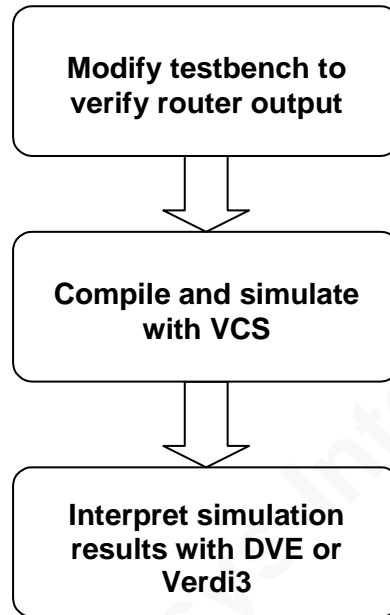 Modify testbench to
verify router output
Compile and simulate
with VCS
Interpret simulation
results with DVE or
Verdi3